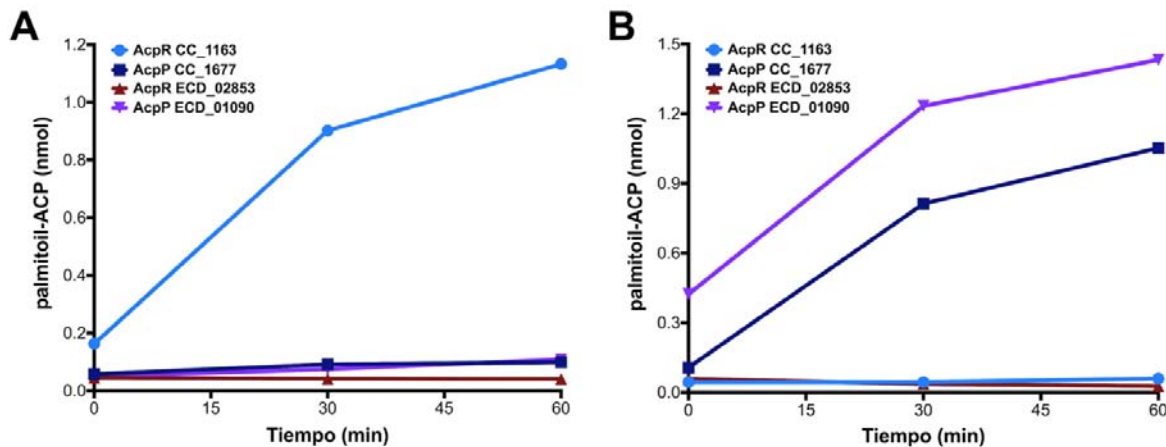 A
palmitoil-ACP (nmol)
1.2
1.0
0.8
0.6
0.4
0.2
0.0
AcpR CC_1163
AcpP CC_1677
AcpR ECD_02853
AcpP ECD_01090
0
15
30
45
60
Tiempo (min)
B
palmitoil-ACP (nmol)
1.5
1.2
0.9
0.6
0.3
0.0
AcpR CC_1163
AcpP CC_1677
AcpR ECD_02853
AcpP ECD_01090
0
15
30
45
60
Tiempo (min)